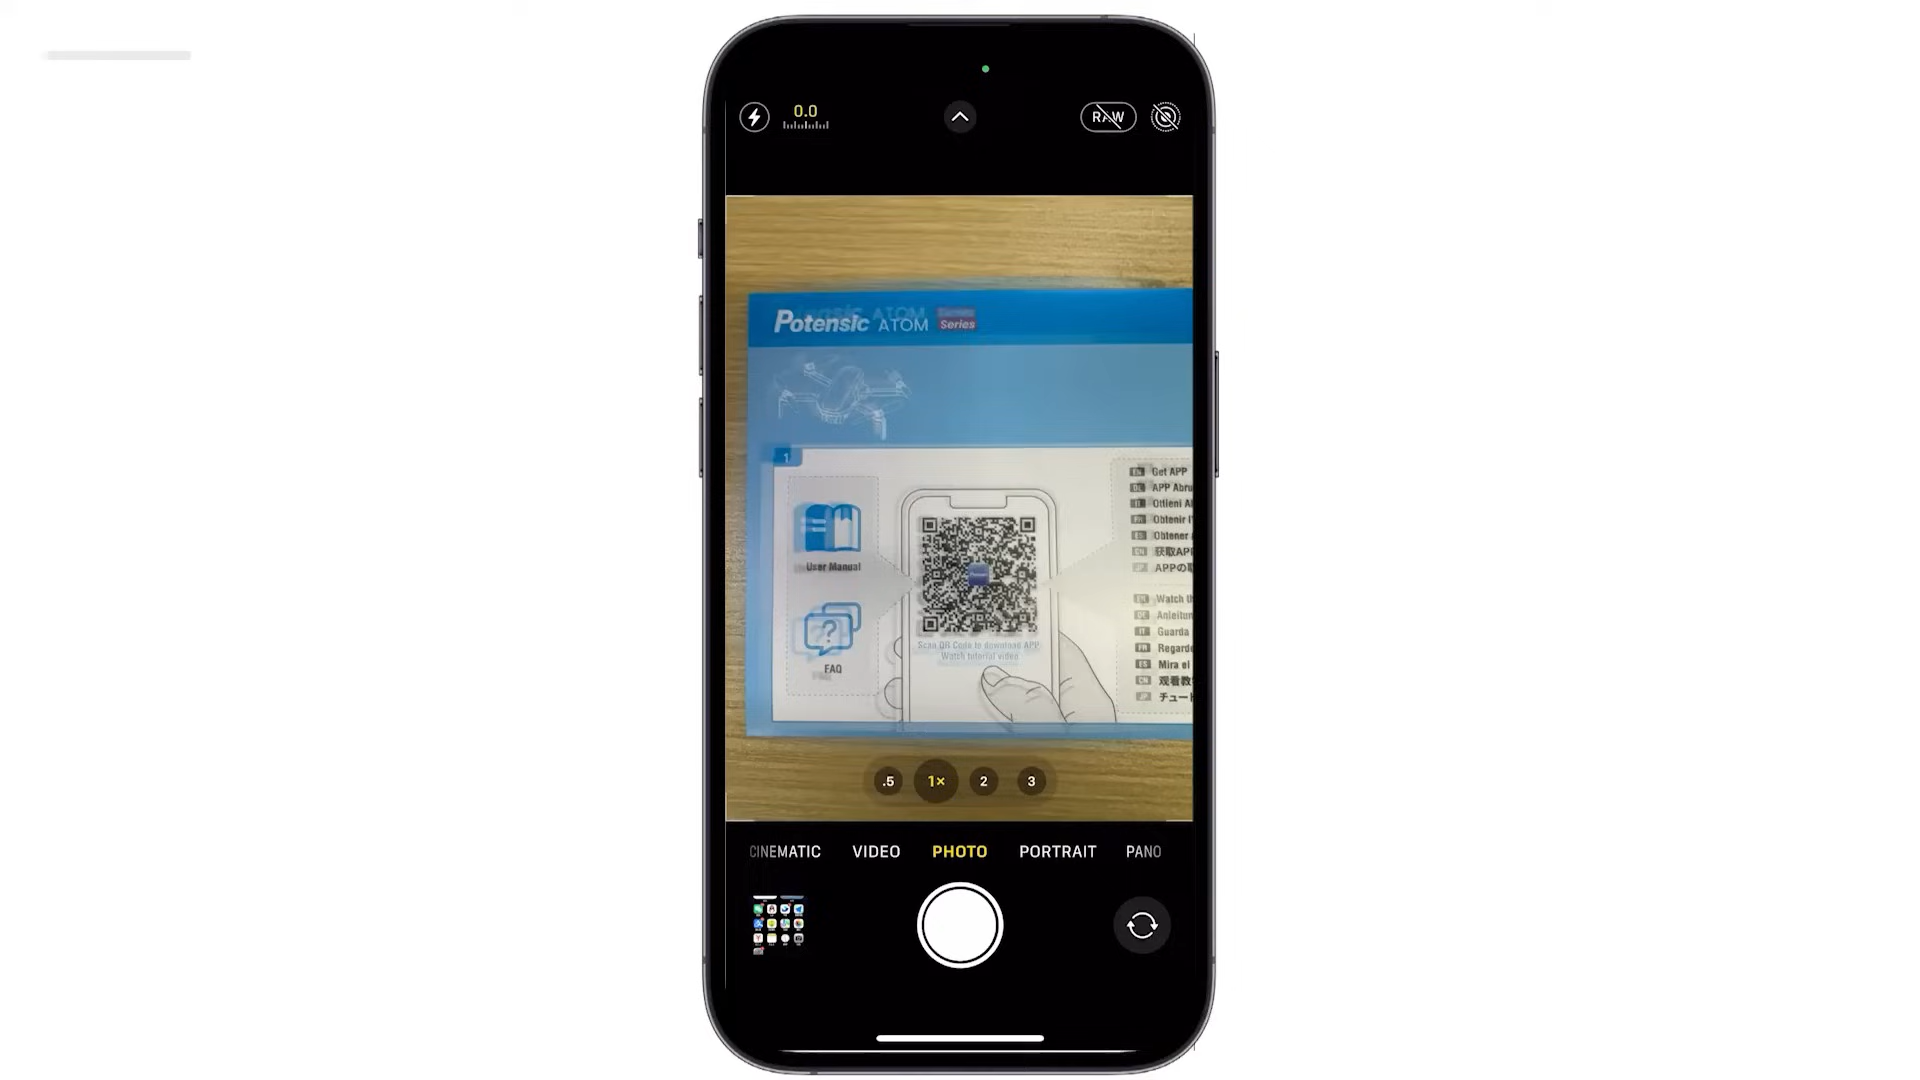 0.0
RAW
Potensic ATOM Series
1
Get APP
APP Abru
Ottieni
Obtenir
Obtener
获取APP
APPの
User Manual
FAQ
Scan QR Code to download APP
Watch tutorial video
Watch
Anleitun
Guarda
Regarde
Mira el
观看教
チュート
.5
1×
2
3
CINEMATIC
VIDEO
PHOTO
PORTRAIT
PANO